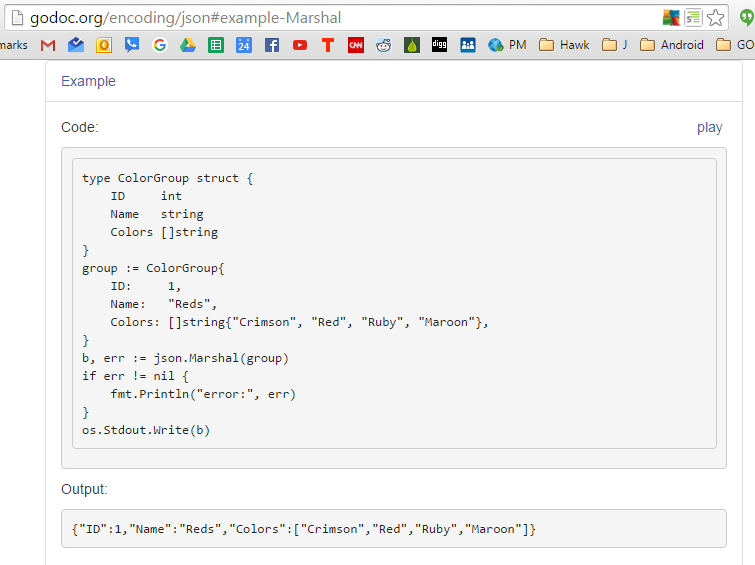 godoc.org/encoding/json#example-Marshal
marks M O G 24 f T CNN digg PM Hawk J Android GO
Example
Code:
play
type ColorGroup struct {
    ID     int
    Name   string
    Colors []string
}
group := ColorGroup{
    ID:     1,
    Name:   "Reds",
    Colors: []string{"Crimson", "Red", "Ruby", "Maroon"},
}
b, err := json.Marshal(group)
if err != nil {
    fmt.Println("error:", err)
}
os.Stdout.Write(b)
Output:
{"ID":1,"Name":"Reds","Colors":["Crimson","Red","Ruby","Maroon"]}